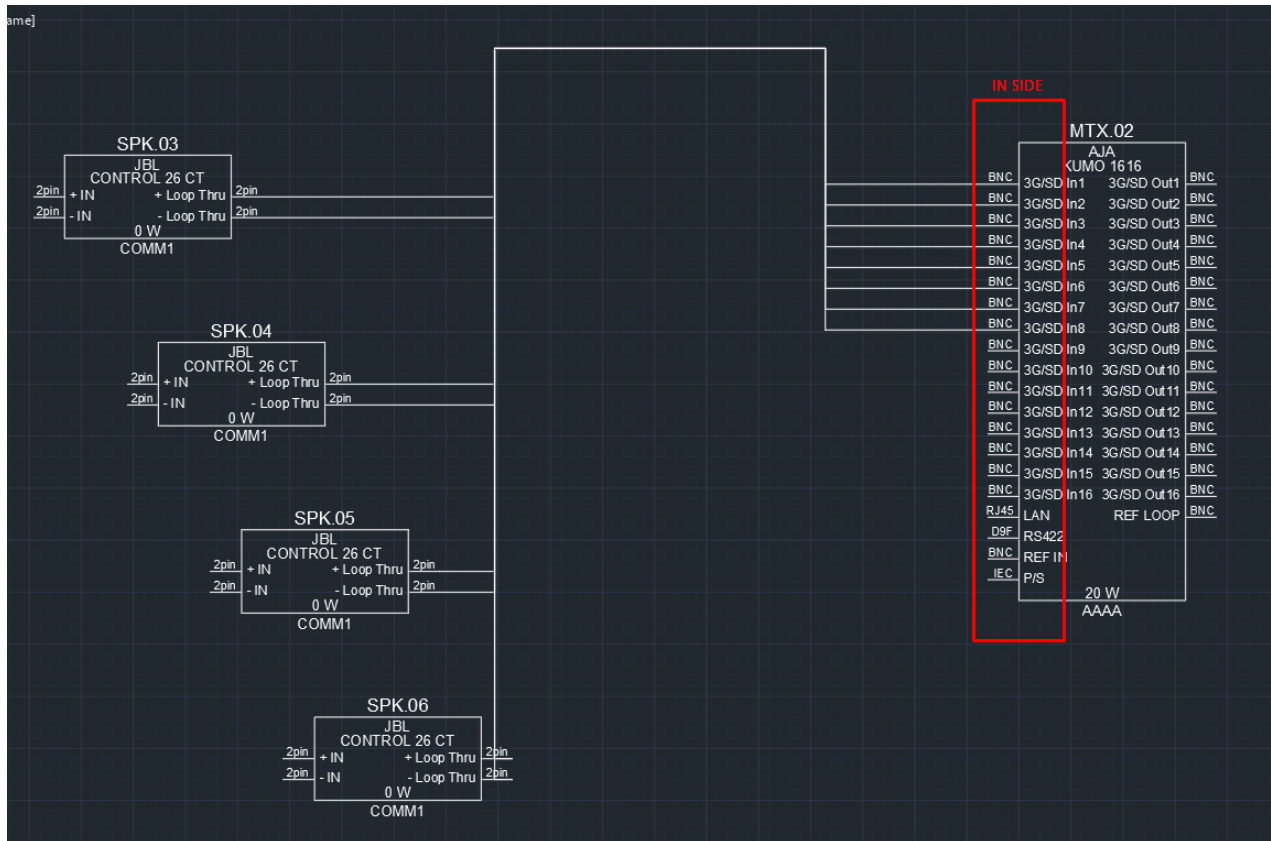 ame]
IN SIDE
SPK.03
JBL
CONTROL 26 CT
2pin + IN + Loop Thru 2pin
2pin - IN - Loop Thru 2pin
0 W
COMM1
SPK.04
JBL
CONTROL 26 CT
2pin + IN + Loop Thru 2pin
2pin - IN - Loop Thru 2pin
0 W
COMM1
SPK.05
JBL
CONTROL 26 CT
2pin + IN + Loop Thru 2pin
2pin - IN - Loop Thru 2pin
0 W
COMM1
SPK.06
JBL
CONTROL 26 CT
2pin + IN + Loop Thru 2pin
2pin - IN - Loop Thru 2pin
0 W
COMM1
MTX.02
AJA
KUMO 1616
BNC 3G/SD In1 3G/SD Out1 BNC
BNC 3G/SD In2 3G/SD Out2 BNC
BNC 3G/SD In3 3G/SD Out3 BNC
BNC 3G/SD In4 3G/SD Out4 BNC
BNC 3G/SD In5 3G/SD Out5 BNC
BNC 3G/SD In6 3G/SD Out6 BNC
BNC 3G/SD In7 3G/SD Out7 BNC
BNC 3G/SD In8 3G/SD Out8 BNC
BNC 3G/SD In9 3G/SD Out9 BNC
BNC 3G/SD In10 3G/SD Out10 BNC
BNC 3G/SD In11 3G/SD Out11 BNC
BNC 3G/SD In12 3G/SD Out12 BNC
BNC 3G/SD In13 3G/SD Out13 BNC
BNC 3G/SD In14 3G/SD Out14 BNC
BNC 3G/SD In15 3G/SD Out15 BNC
BNC 3G/SD In16 3G/SD Out16 BNC
RJ45 LAN REF LOOP BNC
D9F RS422
BNC REF IN
IEC P/S
20 W
AAAA